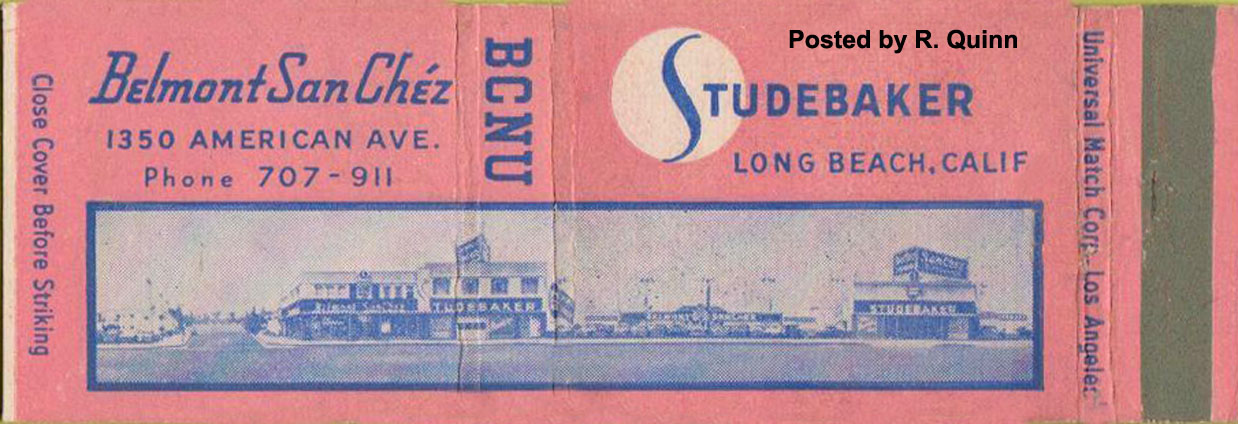 Close Cover Before Striking
Belmont San Chéz
1350 AMERICAN AVE.
Phone 707-911
BCNU
Posted by R. Quinn
STUDEBAKER
LONG BEACH, CALIF
STUDEBAKER
Universal Match Corp. Los Angeles